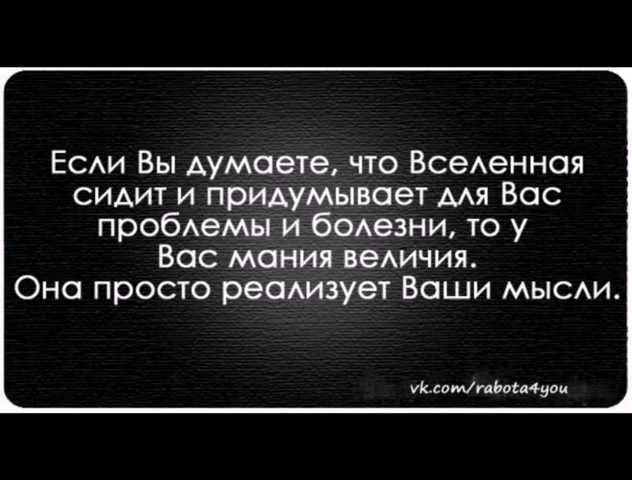 Если Вы думаете, что Вселенная
сидит и придумывает для Вас
проблемы и болезни, то у
Вас мания величия.
Она просто реализует Ваши мысли.
vk.com/rabota4you